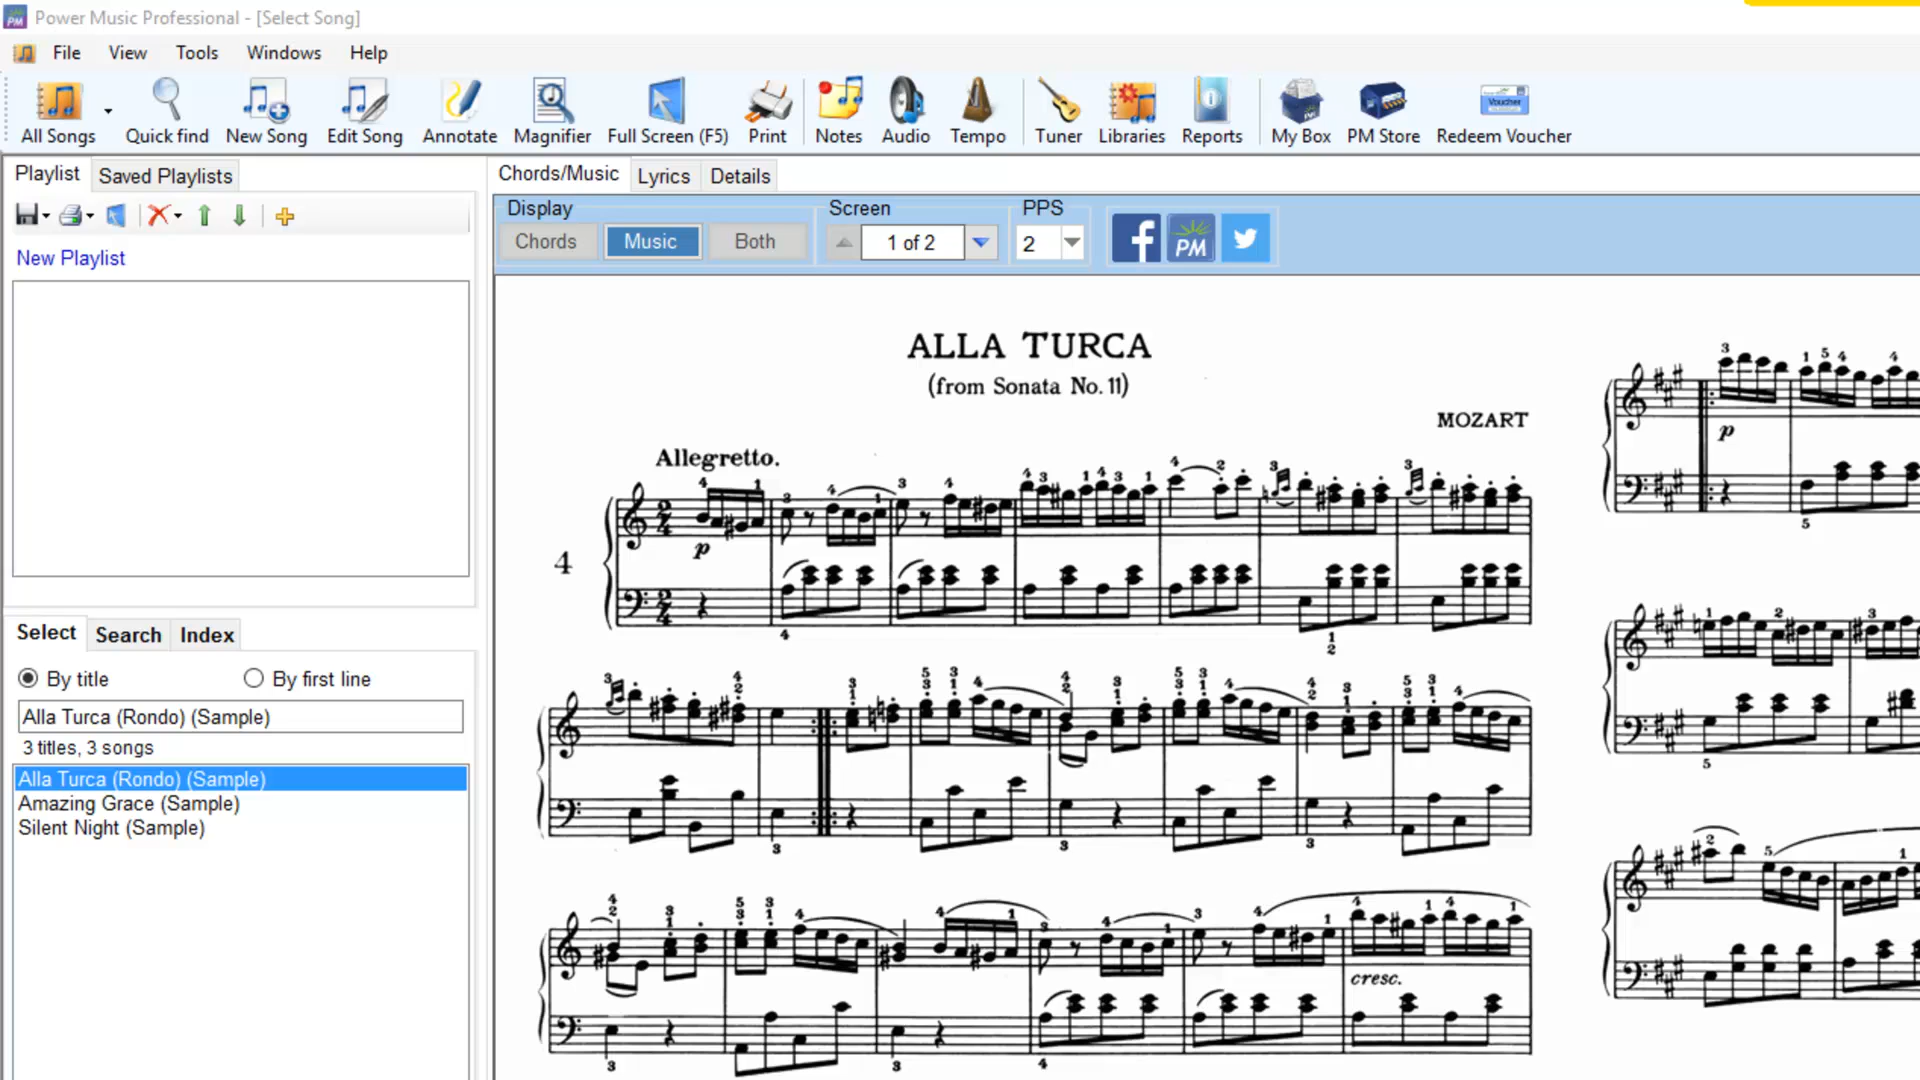 Power Music Professional - [Select Song]
File View Tools Windows Help
All Songs Quick find New Song Edit Song Annotate Magnifier Full Screen (F5) Print Notes Audio Tempo Tuner Libraries Reports My Box PM Store Voucher Redeem Voucher
Playlist Saved Playlists
New Playlist
Select Search Index
By title By first line
Alla Turca (Rondo) (Sample)
3 titles, 3 songs
Alla Turca (Rondo) (Sample)
Amazing Grace (Sample)
Silent Night (Sample)
Chords/Music Lyrics Details
Display Screen PPS
Chords Music Both 1 of 2 2 PM
ALLA TURCA
(from Sonata No. 11)
MOZART
Allegretto.
p
4
cresc.
p